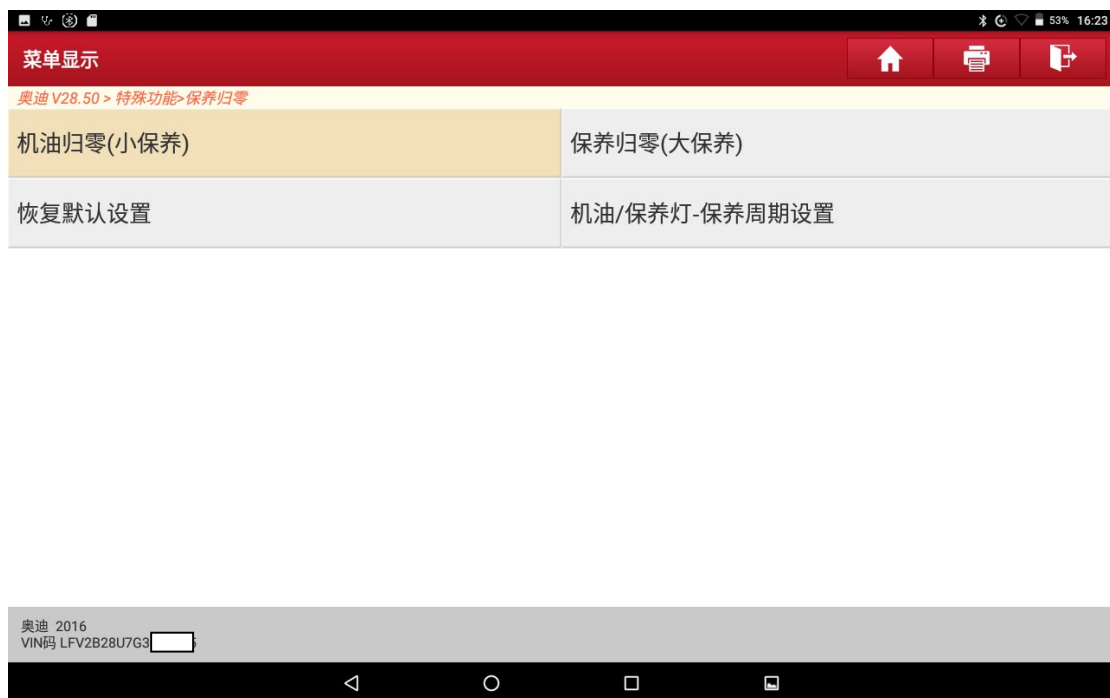 53% 16:23
菜单显示
奥迪 V28.50 > 特殊功能>保养归零
机油归零(小保养)
保养归零(大保养)
恢复默认设置
机油/保养灯-保养周期设置
奥迪 2016
VIN码 LFV2B28U7G3